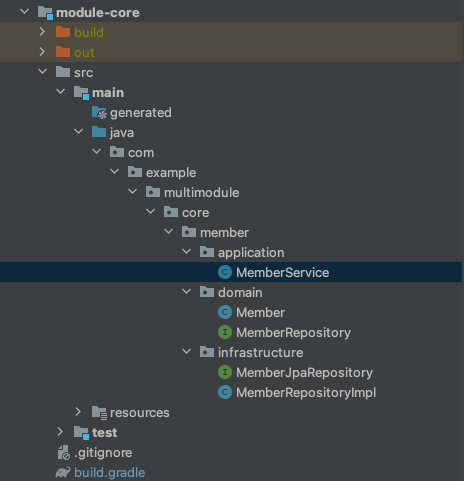 module-core
build
out
src
main
generated
java
com
example
multimodule
core
member
application
C MemberService
domain
C Member
I MemberRepository
infrastructure
I MemberJpaRepository
C MemberRepositoryImpl
resources
test
.gitignore
build.gradle